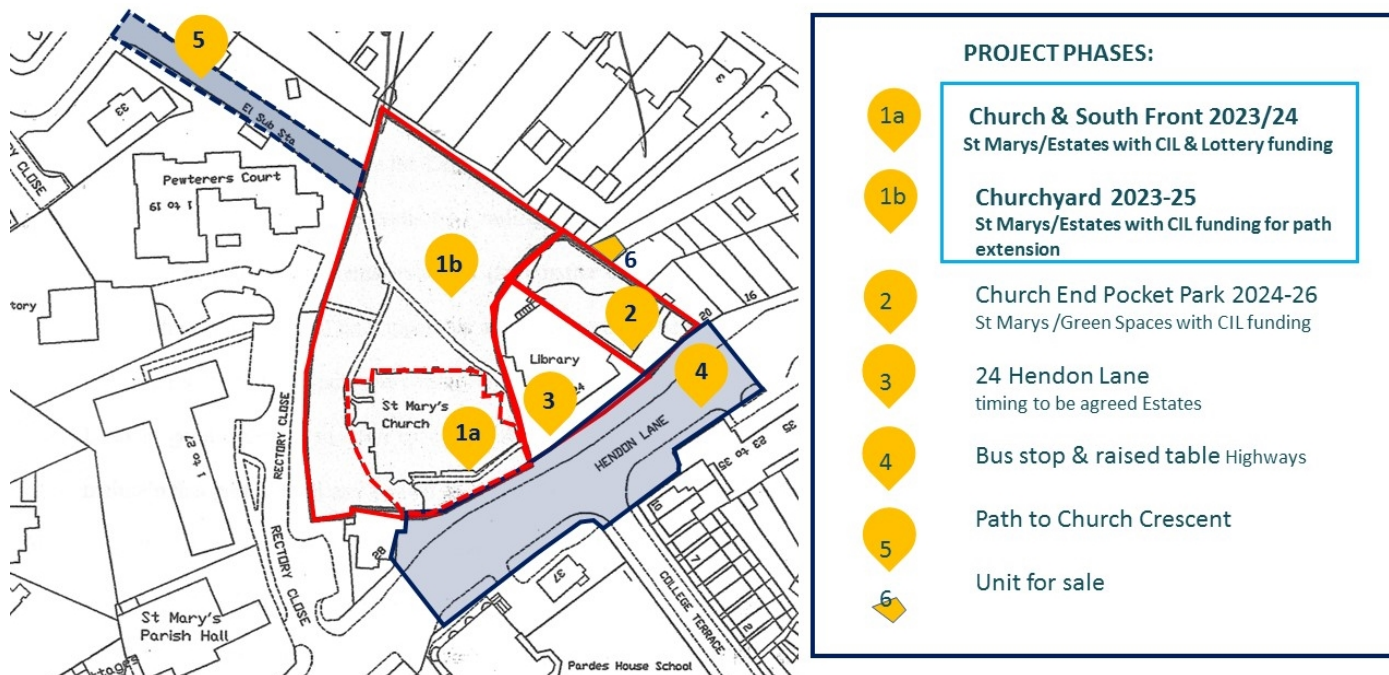 5
El Sub Sta
33
RY CLOSE
Pewterers Court
1 to 19
tory
1b
6
2
20
16
3
1
Library
24
4
3
St Mary's
Church
1a
HENDON LANE
35
23 to 35
RECTORY CLOSE
1 to 27
RECTORY CLOSE
28
37
10
2
COLLEGE TERRACE
St Mary's
Parish Hall
Pardes House School
PROJECT PHASES:
1a
Church & South Front 2023/24
St Marys/Estates with CIL & Lottery funding
1b
Churchyard 2023-25
St Marys/Estates with CIL funding for path
extension
2
Church End Pocket Park 2024-26
St Marys /Green Spaces with CIL funding
3
24 Hendon Lane
timing to be agreed Estates
4
Bus stop & raised table Highways
5
Path to Church Crescent
6
Unit for sale